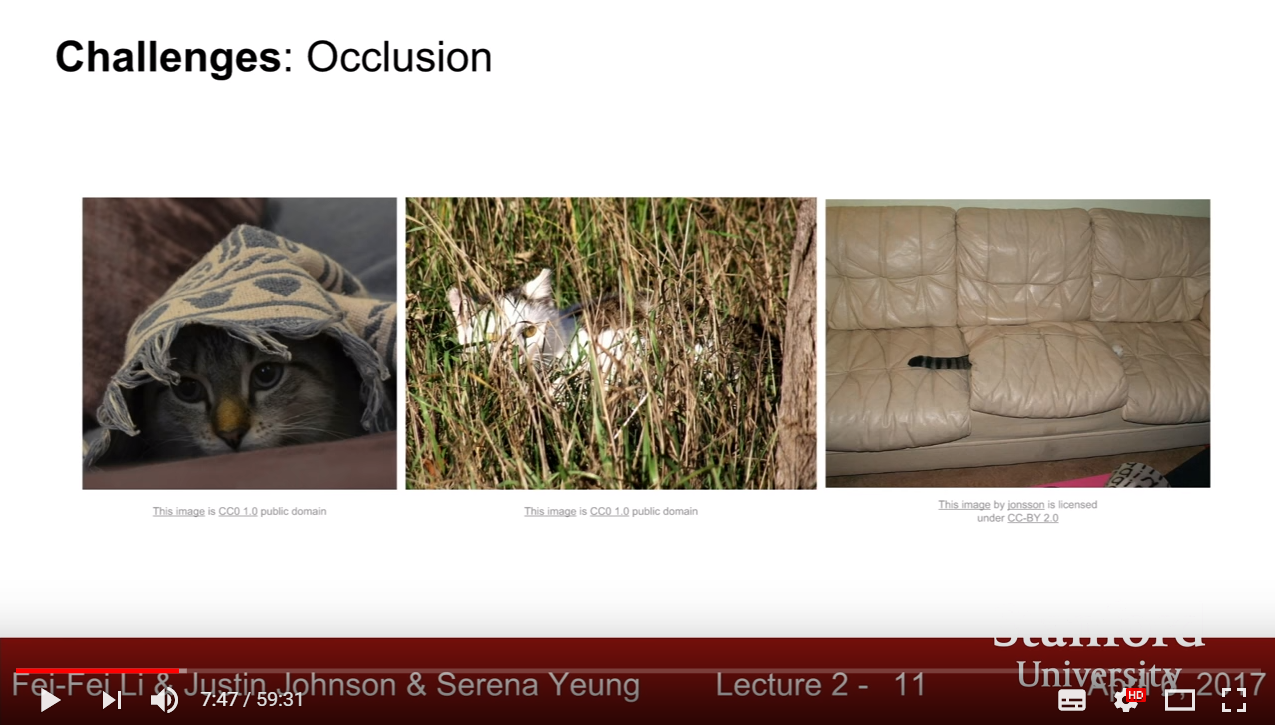 Challenges: Occlusion
This image is CC0 1.0 public domain
This image is CC0 1.0 public domain
This image by jonsson is licensed
under CC-BY 2.0
Stanford
University
Fei-Fei Li & Justin Johnson & Serena Yeung
Lecture 2 - 11
2017
7:47 / 59:31
HD